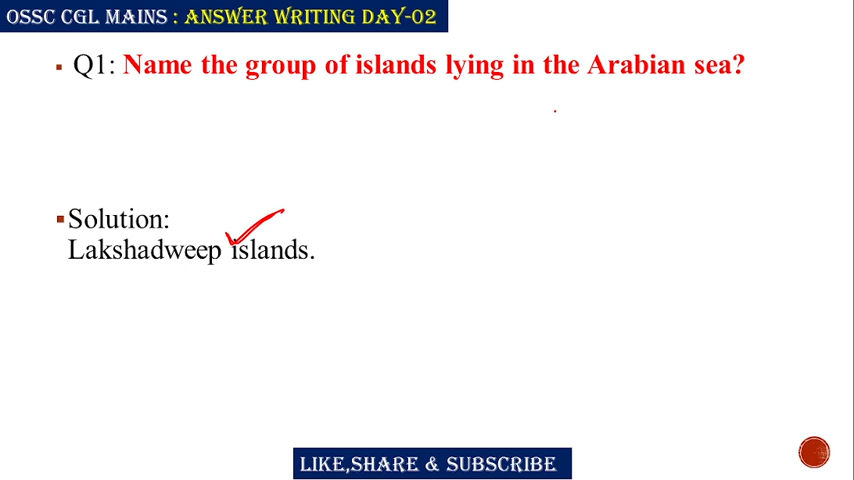 OSSC CGL MAINS : ANSWER WRITING DAY-02
▪ Q1: Name the group of islands lying in the Arabian sea?
▪Solution:
Lakshadweep islands.
LIKE,SHARE & SUBSCRIBE